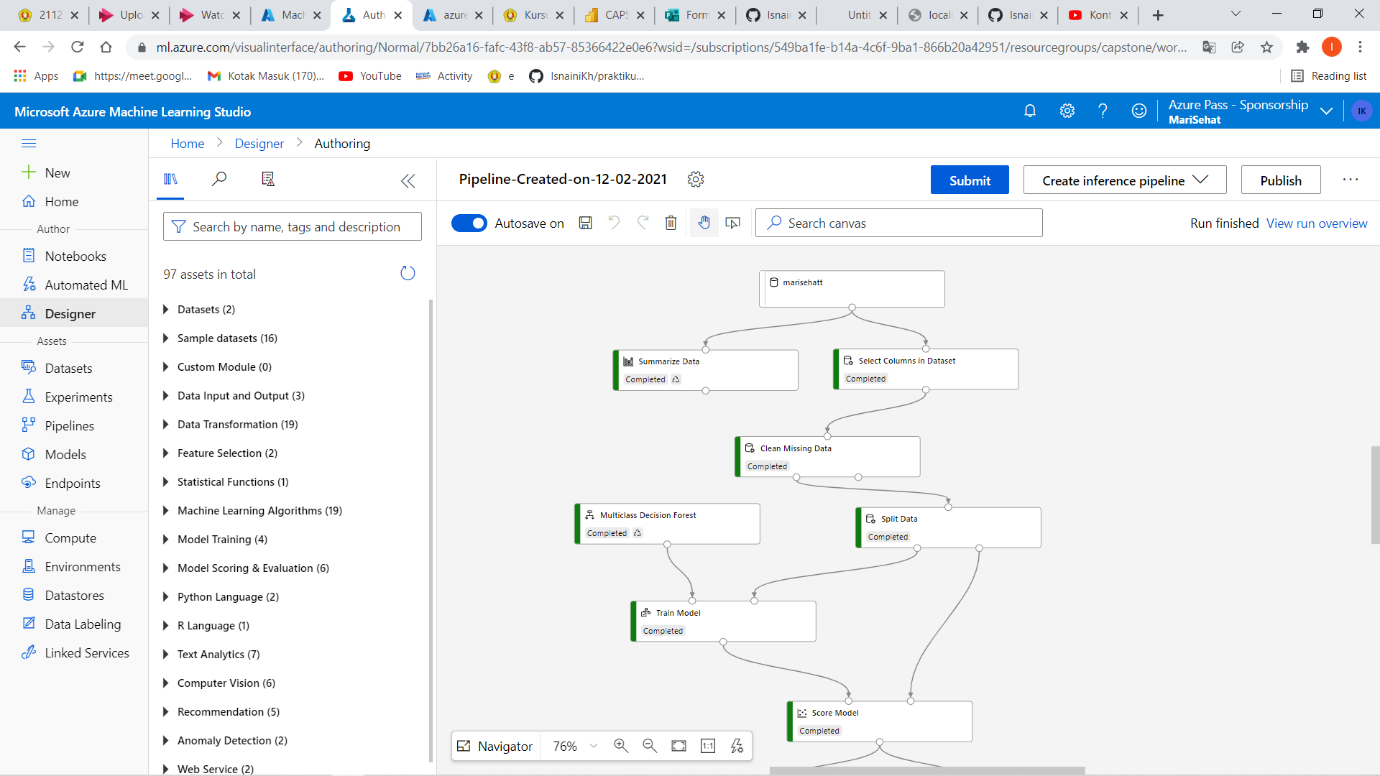 2112
Uplo
Watc
Mach
Auth
azure
Kurs
CAPS
Form
Isnai
Untit
locali
Isnai
Kont
ml.azure.com/visualinterface/authoring/Normal/7bb26a16-fafc-43f8-ab57-85366422e0e6?wsid=/subscriptions/549ba1fe-b14a-4c6f-9ba1-866b20a42951/resourcegroups/capstone/wor...
I
Apps
https://meet.googl...
Kotak Masuk (170)...
YouTube
Activity
e
IsnainiKh/praktiku...
Reading list
Microsoft Azure Machine Learning Studio
Azure Pass - Sponsorship
MariSehat
IK
New
Home
Author
Notebooks
Automated ML
Designer
Assets
Datasets
Experiments
Pipelines
Models
Endpoints
Manage
Compute
Environments
Datastores
Data Labeling
Linked Services
Home > Designer > Authoring
Search by name, tags and description
97 assets in total
Datasets (2)
Sample datasets (16)
Custom Module (0)
Data Input and Output (3)
Data Transformation (19)
Feature Selection (2)
Statistical Functions (1)
Machine Learning Algorithms (19)
Model Training (4)
Model Scoring & Evaluation (6)
Python Language (2)
R Language (1)
Text Analytics (7)
Computer Vision (6)
Recommendation (5)
Anomaly Detection (2)
Web Service (2)
Pipeline-Created-on-12-02-2021
Submit
Create inference pipeline
Publish
Autosave on
Search canvas
Run finished View run overview
marisehatt
Summarize Data
Completed
Select Columns in Dataset
Completed
Clean Missing Data
Completed
Multiclass Decision Forest
Completed
Split Data
Completed
Train Model
Completed
Score Model
Completed
Navigator
76%
1:1